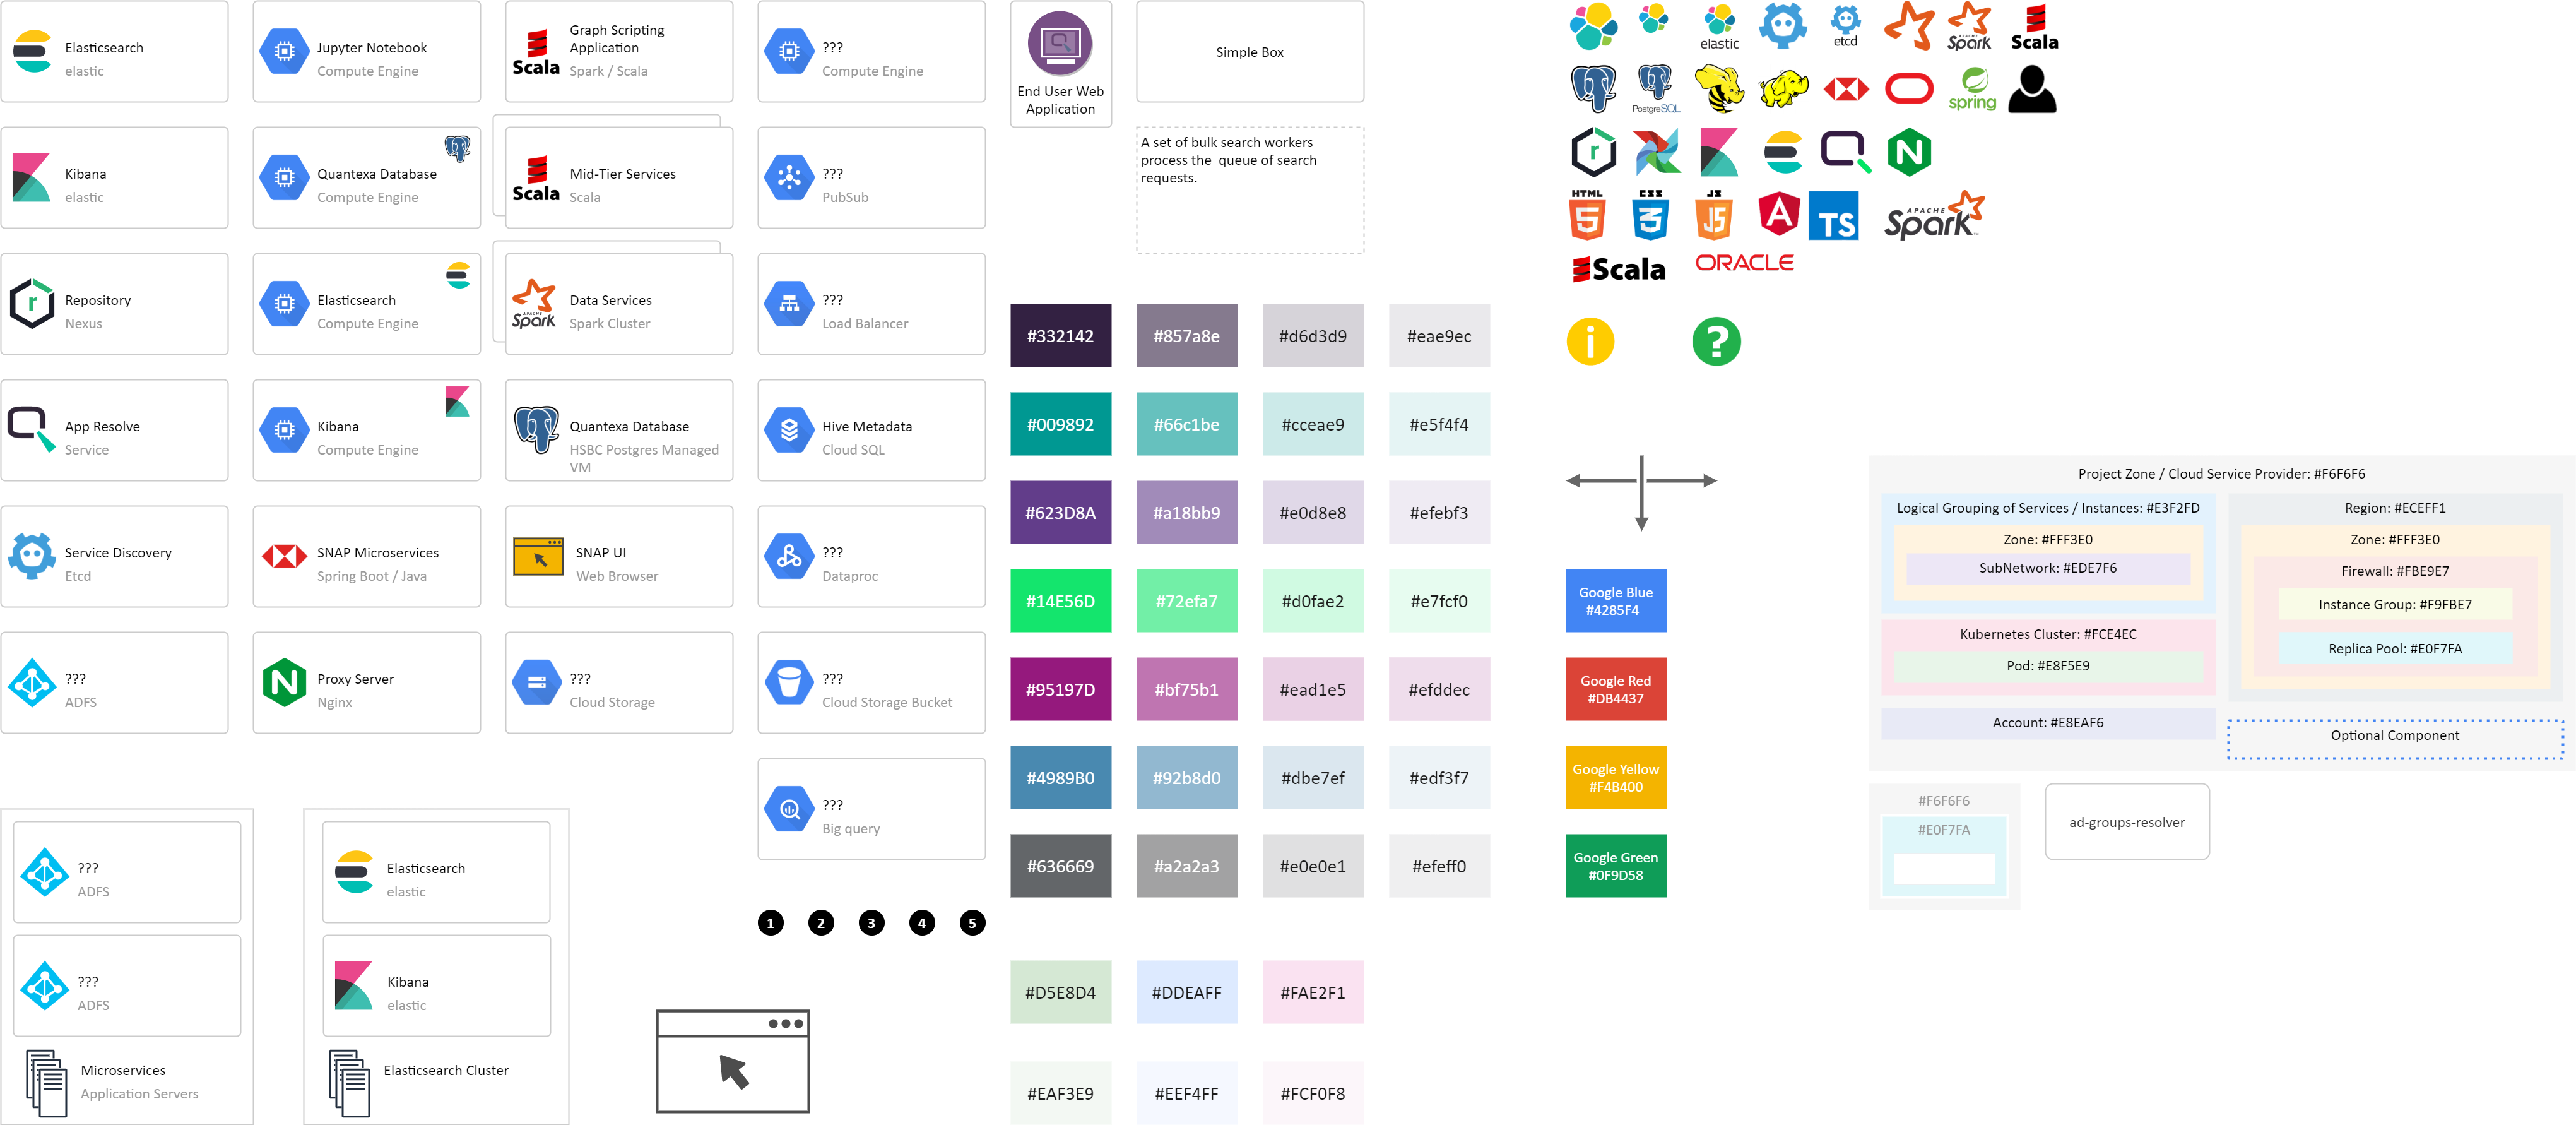 Elasticsearch
elastic
Jupyter Notebook
Compute Engine
Scala
Graph Scripting
Application
Spark / Scala
???
Compute Engine
End User Web
Application
Simple Box
Kibana
elastic
Quantexa Database
Compute Engine
Scala
Mid-Tier Services
Scala
???
PubSub
A set of bulk search workers
process the queue of search
requests.
Repository
Nexus
r
Elasticsearch
Compute Engine
APACHE
Spark
Data Services
Spark Cluster
???
Load Balancer
App Resolve
Service
Kibana
Compute Engine
Quantexa Database
HSBC Postgres Managed
VM
Hive Metadata
Cloud SQL
Service Discovery
Etcd
SNAP Microservices
Spring Boot / Java
SNAP UI
Web Browser
???
Dataproc
???
ADFS
N
Proxy Server
Nginx
???
Cloud Storage
???
Cloud Storage Bucket
???
Big query
???
ADFS
???
ADFS
Microservices
Application Servers
Elasticsearch
elastic
Kibana
elastic
Elasticsearch Cluster
1 2 3 4 5
#332142 #857a8e #d6d3d9 #eae9ec
#009892 #66c1be #cceae9 #e5f4f4
#623D8A #a18bb9 #e0d8e8 #efebf3
#14E56D #72efa7 #d0fae2 #e7fcf0
#95197D #bf75b1 #ead1e5 #efddec
#4989B0 #92b8d0 #dbe7ef #edf3f7
#636669 #a2a2a3 #e0e0e1 #efeff0
#D5E8D4 #DDEAFF #FAE2F1
#EAF3E9 #EEF4FF #FCF0F8
elastic
etcd
APACHE
Spark
Scala
PostgreSQL
spring
r
N
HTML
5
CSS
3
JS
JS
A
TS
APACHE
Spark
Scala
ORACLE
i
?
Google Blue
#4285F4
Google Red
#DB4437
Google Yellow
#F4B400
Google Green
#0F9D58
Project Zone / Cloud Service Provider: #F6F6F6
Logical Grouping of Services / Instances: #E3F2FD
Zone: #FFF3E0
SubNetwork: #EDE7F6
Kubernetes Cluster: #FCE4EC
Pod: #E8F5E9
Account: #E8EAF6
Region: #ECEFF1
Zone: #FFF3E0
Firewall: #FBE9E7
Instance Group: #F9FBE7
Replica Pool: #E0F7FA
Optional Component
#F6F6F6
#E0F7FA
ad-groups-resolver